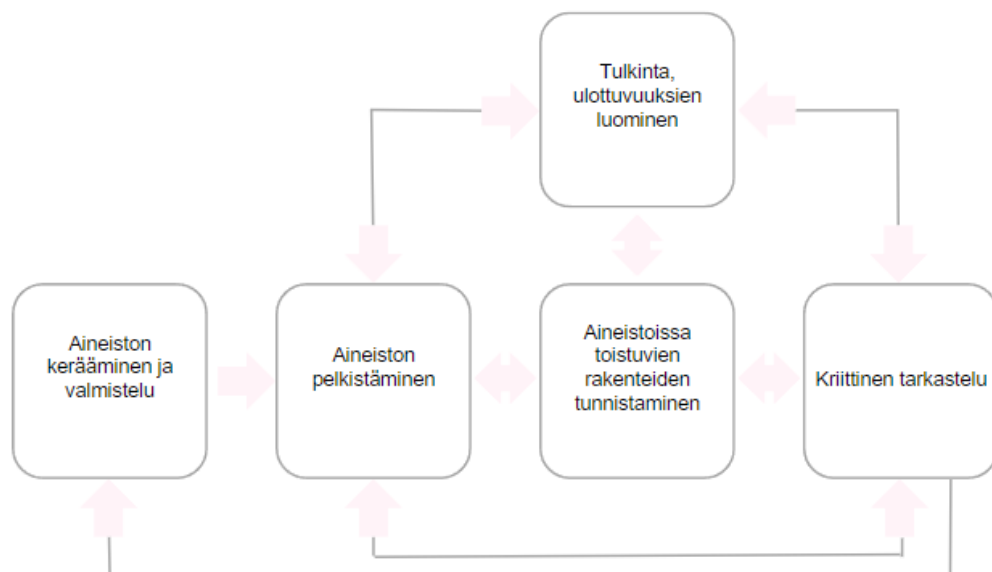 Tulkinta,
ulottuvuuksien
luominen
Aineiston
kerääminen ja
valmistelu
Aineiston
pelkistäminen
Aineistoissa
toistuvien
rakenteiden
tunnistaminen
Kriittinen tarkastelu